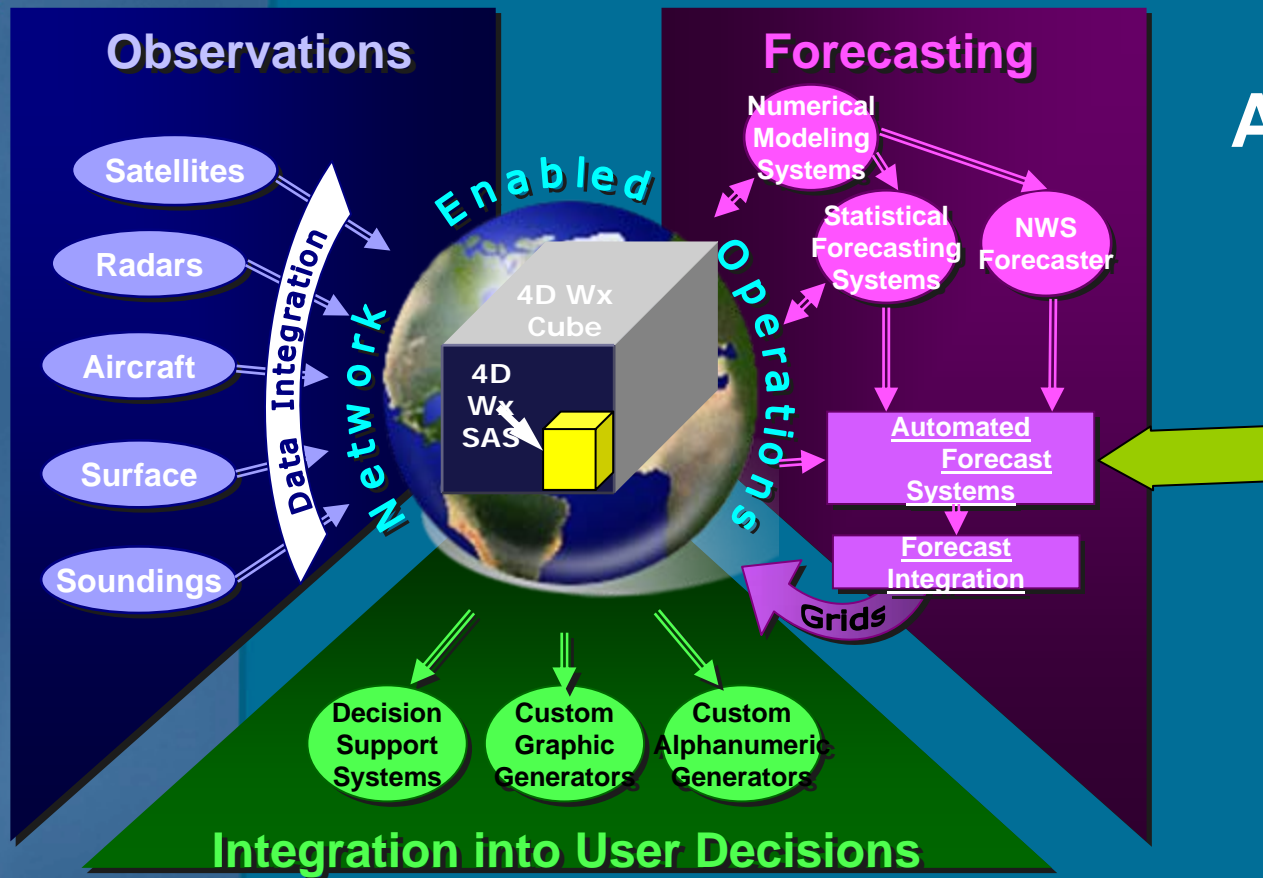 Observations
Satellites
Radars
Aircraft
Surface
Soundings
Data Integration
Network
Enabled
Operations
4D Wx
Cube
4D
Wx
SAS
Forecasting
Numerical
Modeling
Systems
Statistical
Forecasting
Systems
NWS
Forecaster
Automated
Forecast
Systems
Forecast
Integration
Grids
A
Decision
Support
Systems
Custom
Graphic
Generators
Custom
Alphanumeric
Generators
Integration into User Decisions